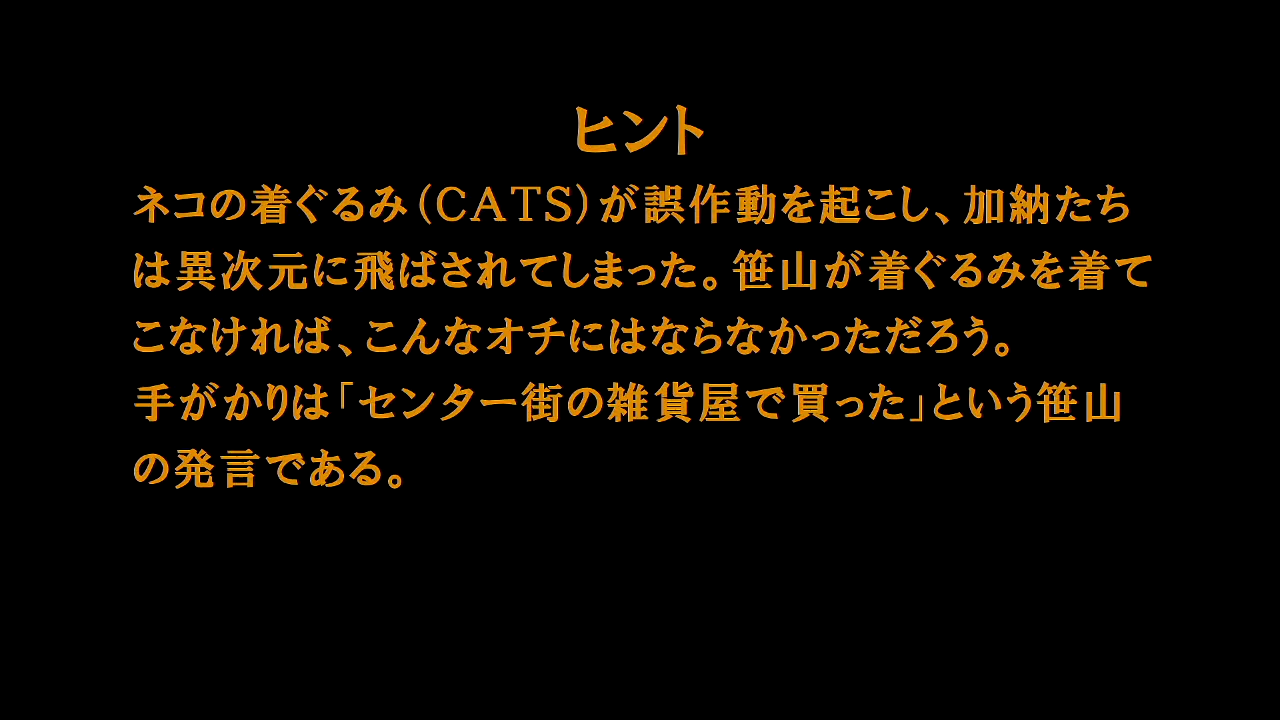 ヒント
ネコの着ぐるみ（CATS）が誤作動を起こし、加納たち
は異次元に飛ばされてしまった。笹山が着ぐるみを着て
こなければ、こんなオチにはならなかっただろう。
手がかりは「センター街の雑貨屋で買った」という笹山
の発言である。